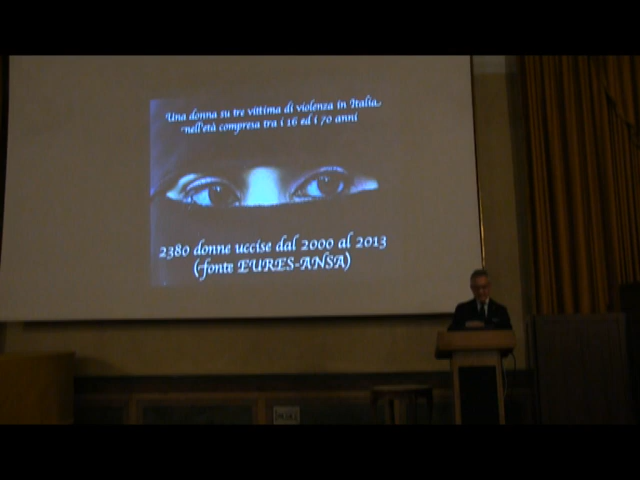 Una donna su tre vittima di violenza in Italia
nell'età compresa tra i 16 ed i 70 anni
2380 donne uccise dal 2000 al 2013
(fonte EURES-ANSA)